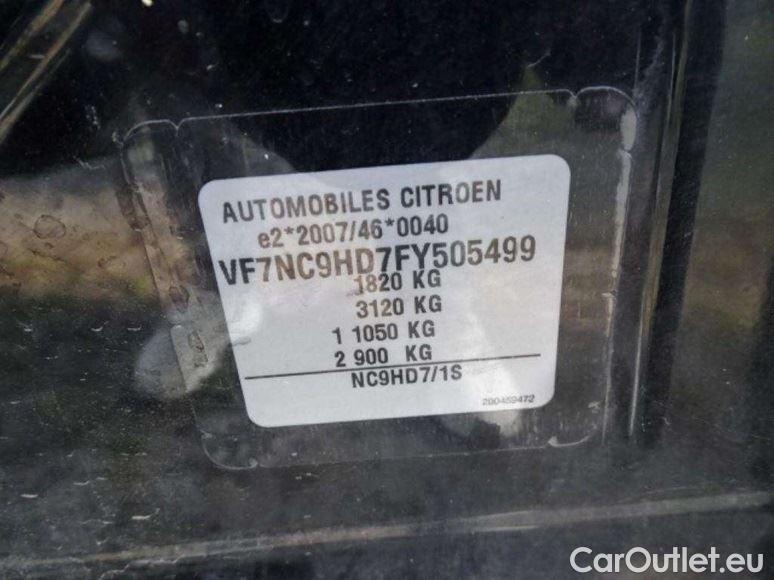 AUTOMOBILES CITROEN
e2*2007/46*0040
VF7NC9HD7FY505499
1820 KG
3120 KG
1 1050 KG
2 900 KG
NC9HD7/1S
200459472
CarOutlet.eu